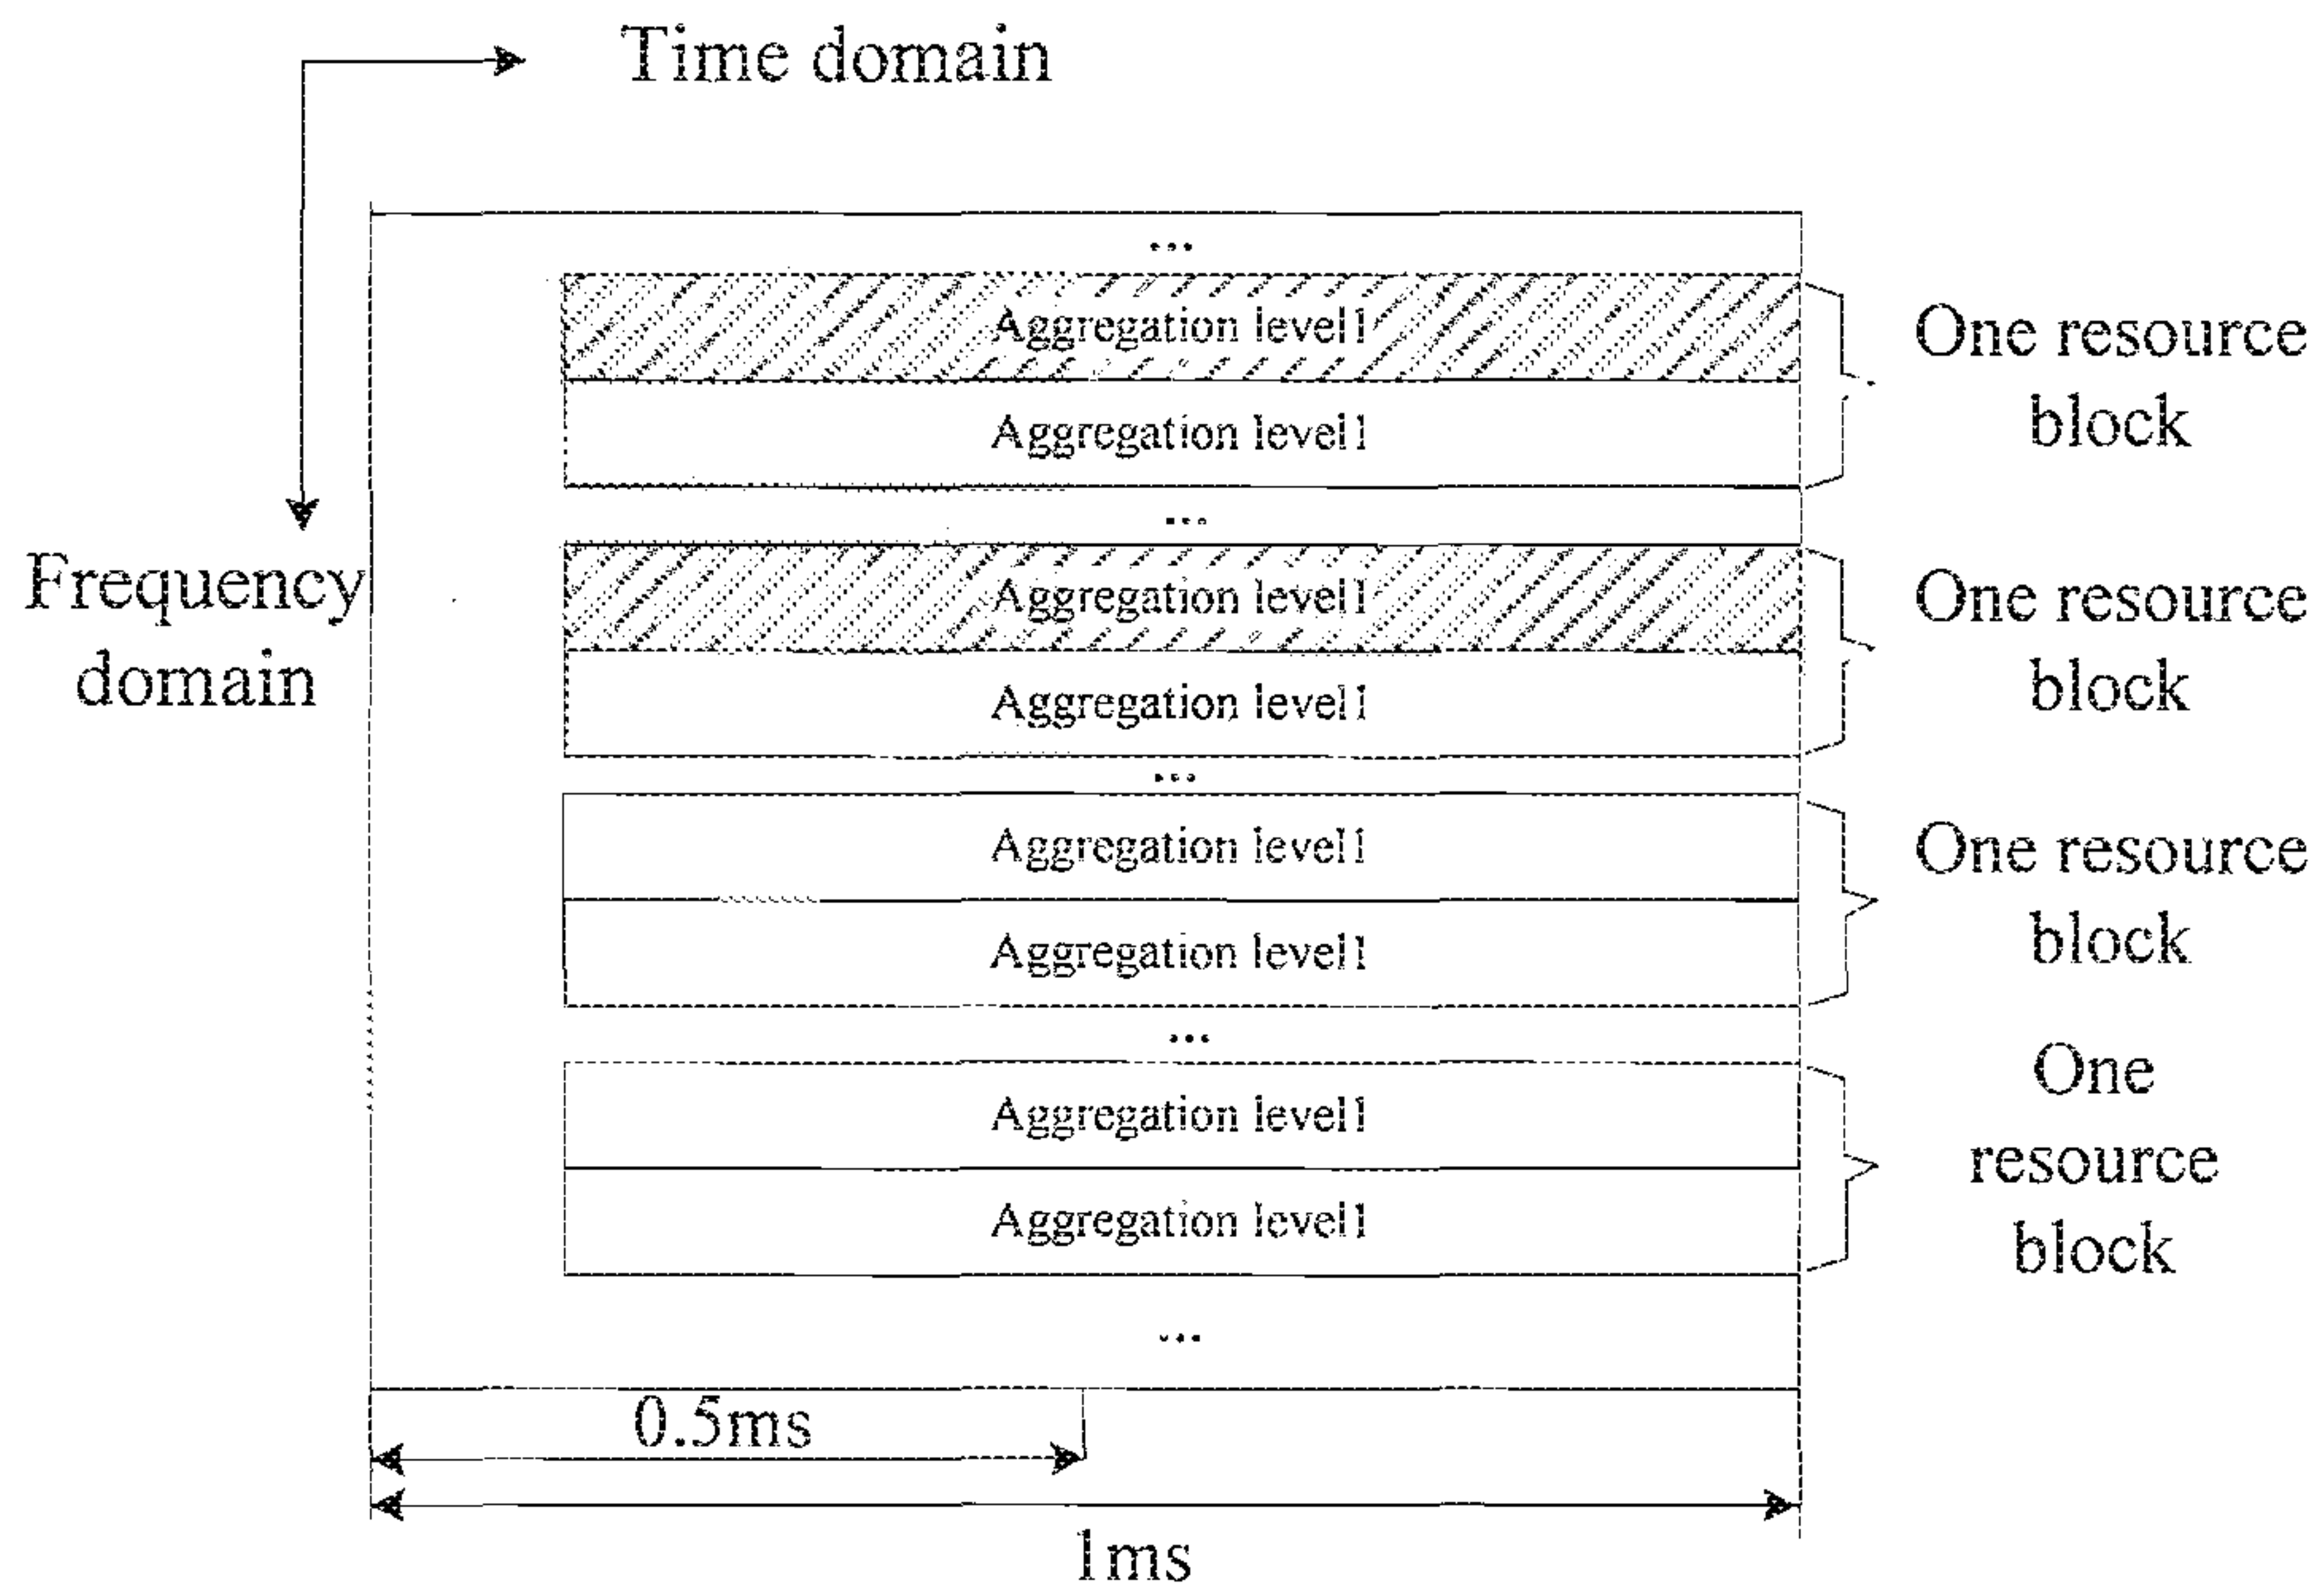 Time domain
...
Aggregation level1
Aggregation level1
One resource
block
...
Frequency
domain
Aggregation level1
Aggregation level1
One resource
block
...
Aggregation level1
Aggregation level1
One resource
block
...
Aggregation level1
Aggregation level1
One
resource
block
...
0.5ms
1ms